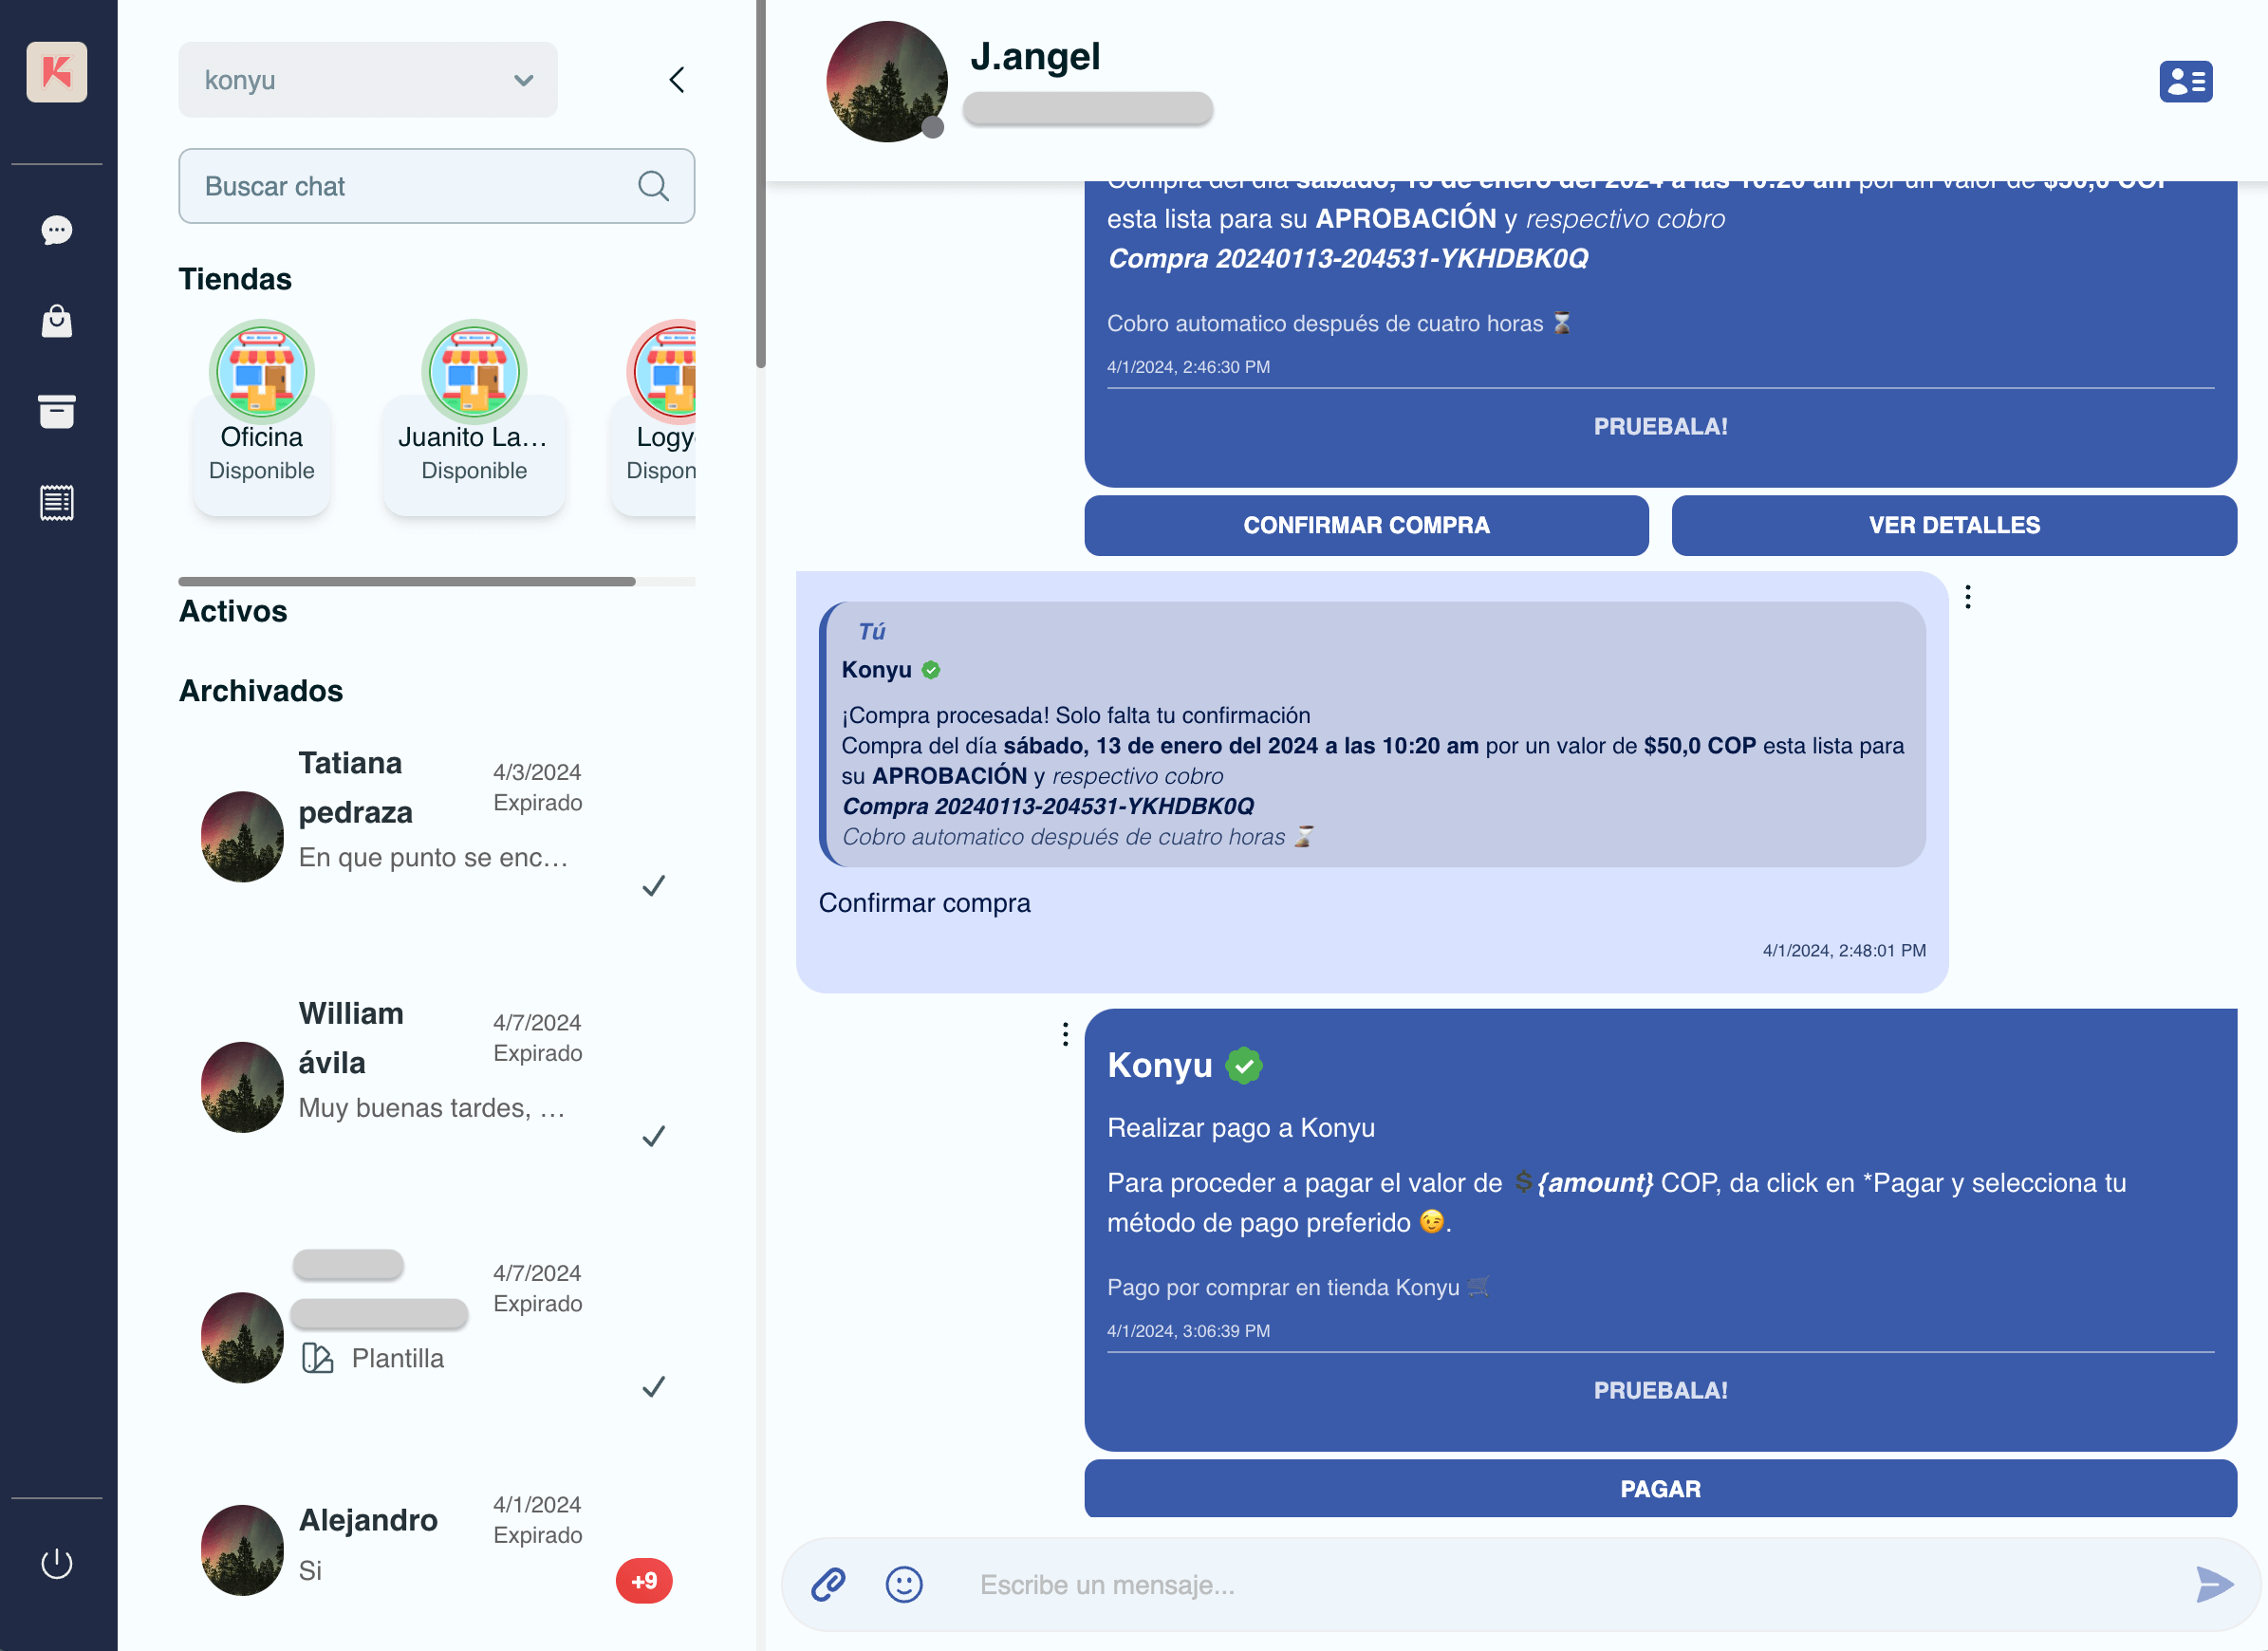 konyu
Buscar chat
Tiendas
Oficina
Disponible
Juanito La...
Disponible
Activos
Archivados
Tatiana
pedraza
4/3/2024
Expirado
En que punto se enc...
William
ávila
4/7/2024
Expirado
Muy buenas tardes, ...
4/7/2024
Expirado
Plantilla
Alejandro
4/1/2024
Expirado
Si
+9
J.angel
Compra del día sábado, 13 de enero del 2024 a las 10:20 am por un valor de $50,0 COP
esta lista para su APROBACIÓN y respectivo cobro
Compra 20240113-204531-YKHDBK0Q
Cobro automatico después de cuatro horas ⌛
4/1/2024, 2:46:30 PM
PRUEBALA!
CONFIRMAR COMPRA
VER DETALLES
Tú
Konyu
¡Compra procesada! Solo falta tu confirmación
Compra del día sábado, 13 de enero del 2024 a las 10:20 am por un valor de $50,0 COP esta lista para
su APROBACIÓN y respectivo cobro
Compra 20240113-204531-YKHDBK0Q
Cobro automatico después de cuatro horas ⌛
Confirmar compra
4/1/2024, 2:48:01 PM
Konyu
Realizar pago a Konyu
Para proceder a pagar el valor de 💲{amount} COP, da click en *Pagar y selecciona tu
método de pago preferido 😉.
Pago por comprar en tienda Konyu 🛒
4/1/2024, 3:06:39 PM
PRUEBALA!
PAGAR
Escribe un mensaje...